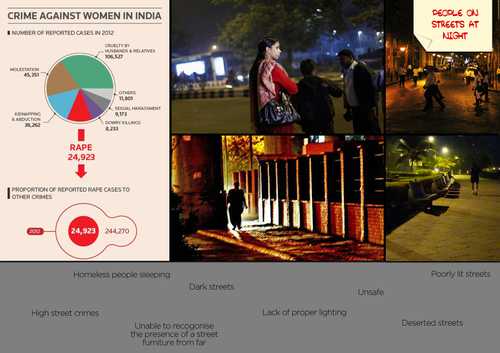 CRIME AGAINST WOMEN IN INDIA
NUMBER OF REPORTED CASES IN 2012
CRUELTY BY
HUSBANDS & RELATIVES
106,527
MOLESTATION
45,351
OTHERS
11,801
SEXUAL HARASSMENT
9,173
DOWRY KILLINGS
8,233
KIDNAPPING
& ABDUCTION
38,262
RAPE
24,923
PROPORTION OF REPORTED RAPE CASES TO
OTHER CRIMES
2012
24,923
244,270
PEOPLE ON
STREETS AT
NIGHT
Homeless people sleeping
Poorly lit streets
Dark streets
Unsafe
High street crimes
Lack of proper lighting
Unable to recogonise
the presence of a street
furniture from far
Deserted streets